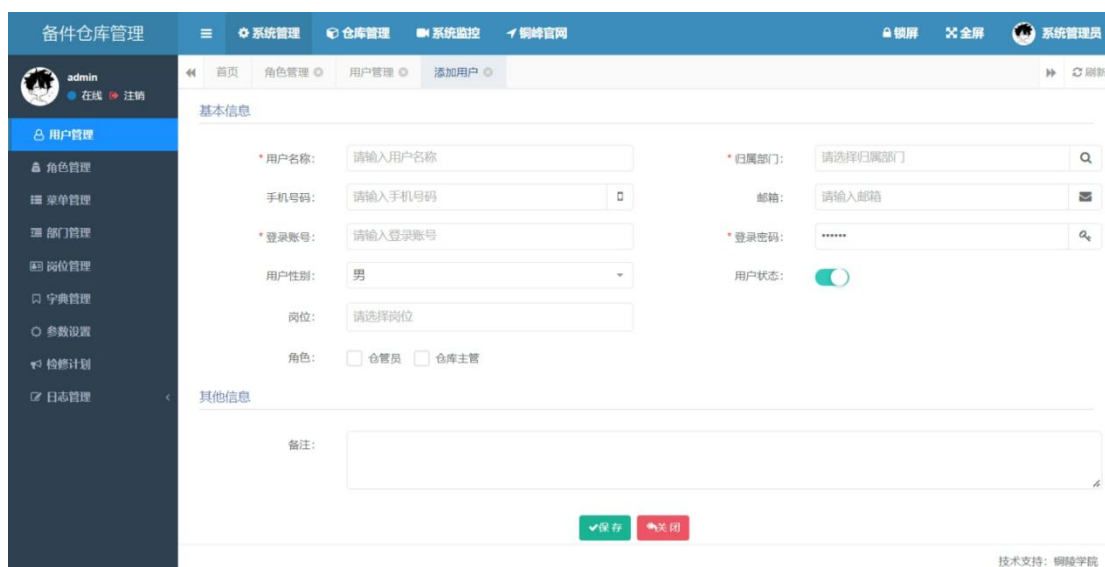 备件仓库管理 系统管理 仓库管理 系统监控 铜峰官网 锁屏 全屏 系统管理员
admin
在线 注销
首页 角色管理 用户管理 添加用户 刷新
用户管理
角色管理
菜单管理
部门管理
岗位管理
字典管理
参数设置
检修计划
日志管理
基本信息
*用户名称: 请输入用户名称 *归属部门: 请选择归属部门
手机号码: 请输入手机号码 邮箱: 请输入邮箱
*登录账号: 请输入登录账号 *登录密码: ••••••
用户性别: 男 用户状态:
岗位: 请选择岗位
角色: 仓管员 仓库主管
其他信息
备注:
保存 关闭
技术支持：铜陵学院